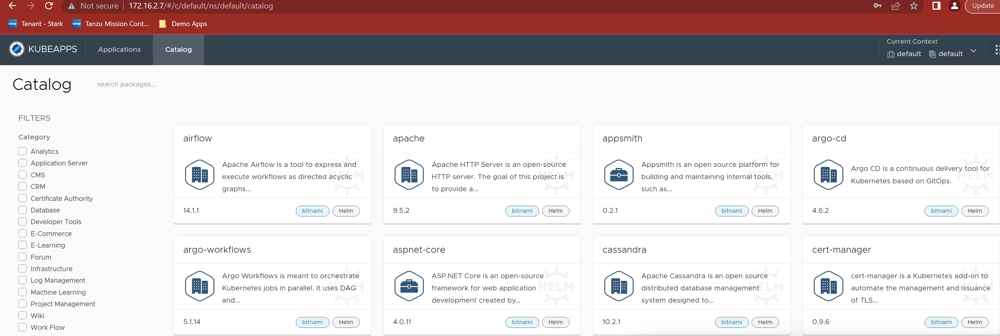 Not secure 172.16.2.7/#/c/default/ns/default/catalog Update
vmw Tenant - Stark vmw Tanzu Mission Cont... Demo Apps
KUBEAPPS Applications Catalog
Current Context
default default
Catalog search packages...
FILTERS
Category
Analytics
Application Server
CMS
CRM
Certificate Authority
Database
Developer Tools
E-Commerce
E-Learning
Forum
Infrastructure
Log Management
Machine Learning
Project Management
Wiki
Work Flow
airflow
Apache Airflow is a tool to express and
execute workflows as directed acyclic
graphs...
HELM
14.1.1 bitnami Helm
apache
Apache HTTP Server is an open-source
HTTP server. The goal of this project is
to provide a...
HELM
9.5.2 bitnami Helm
appsmith
Appsmith is an open source platform for
building and maintaining internal tools,
such as...
HELM
0.2.1 bitnami Helm
argo-cd
Argo CD is a continuous delivery tool for
Kubernetes based on GitOps.
HELM
4.6.2 bitnami Helm
argo-workflows
Argo Workflows is meant to orchestrate
Kubernetes jobs in parallel. It uses DAG
and...
HELM
5.1.14 bitnami Helm
aspnet-core
ASP.NET Core is an open-source
framework for web application
development created by...
HELM
4.0.11 bitnami Helm
cassandra
Apache Cassandra is an open source
distributed database management
system designed to...
HELM
10.2.1 bitnami Helm
cert-manager
cert-manager is a Kubernetes add-on to
automate the management and issuance
of TLS...
HELM
0.9.6 bitnami Helm